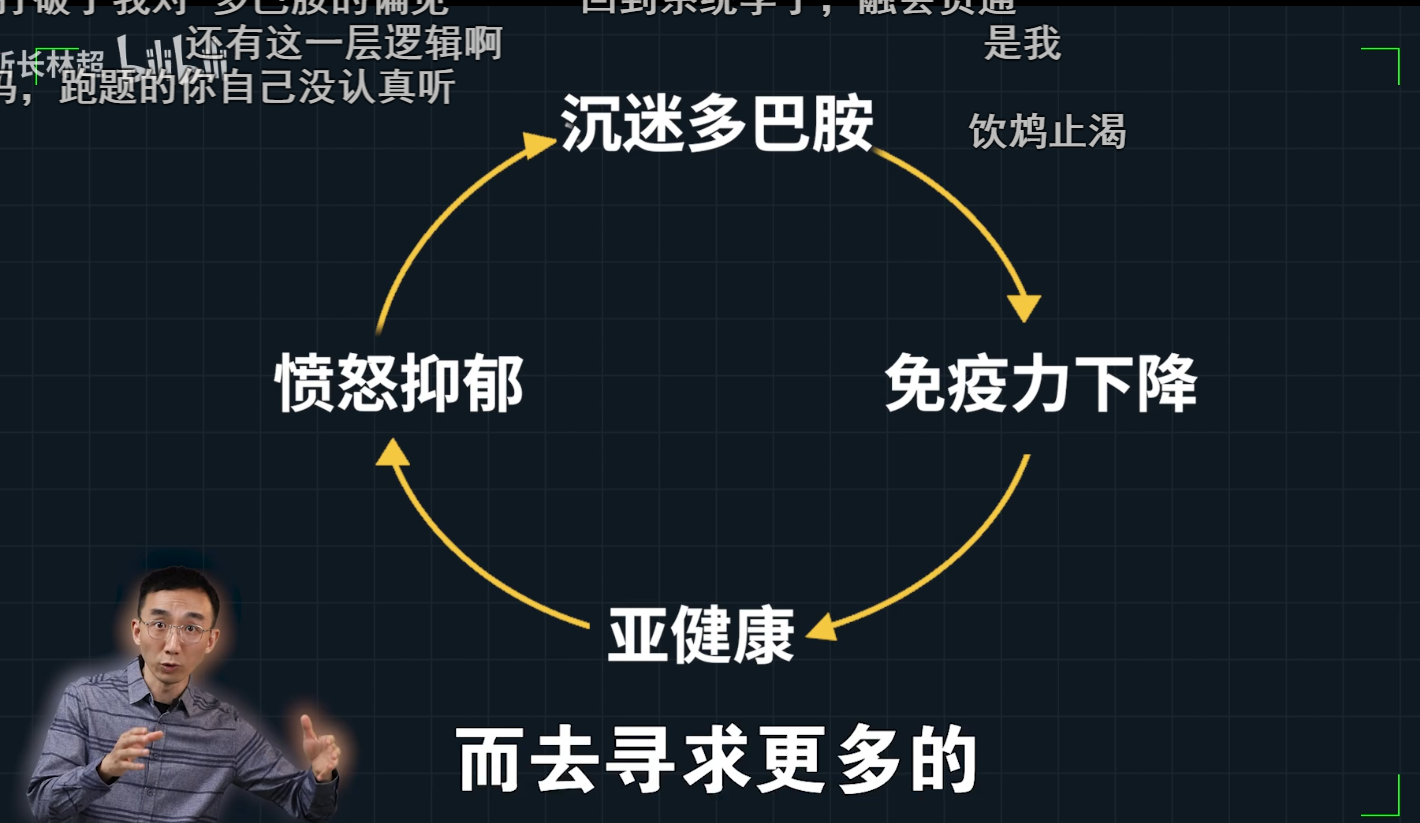 打破了我对"多巴胺的偏见
回到系统学了，融会贯通
还有这一层逻辑啊
是我
所长林超 bilibili
吗，跑题的你自己没认真听
沉迷多巴胺
饮鸩止渴
愤怒抑郁
免疫力下降
亚健康
而去寻求更多的